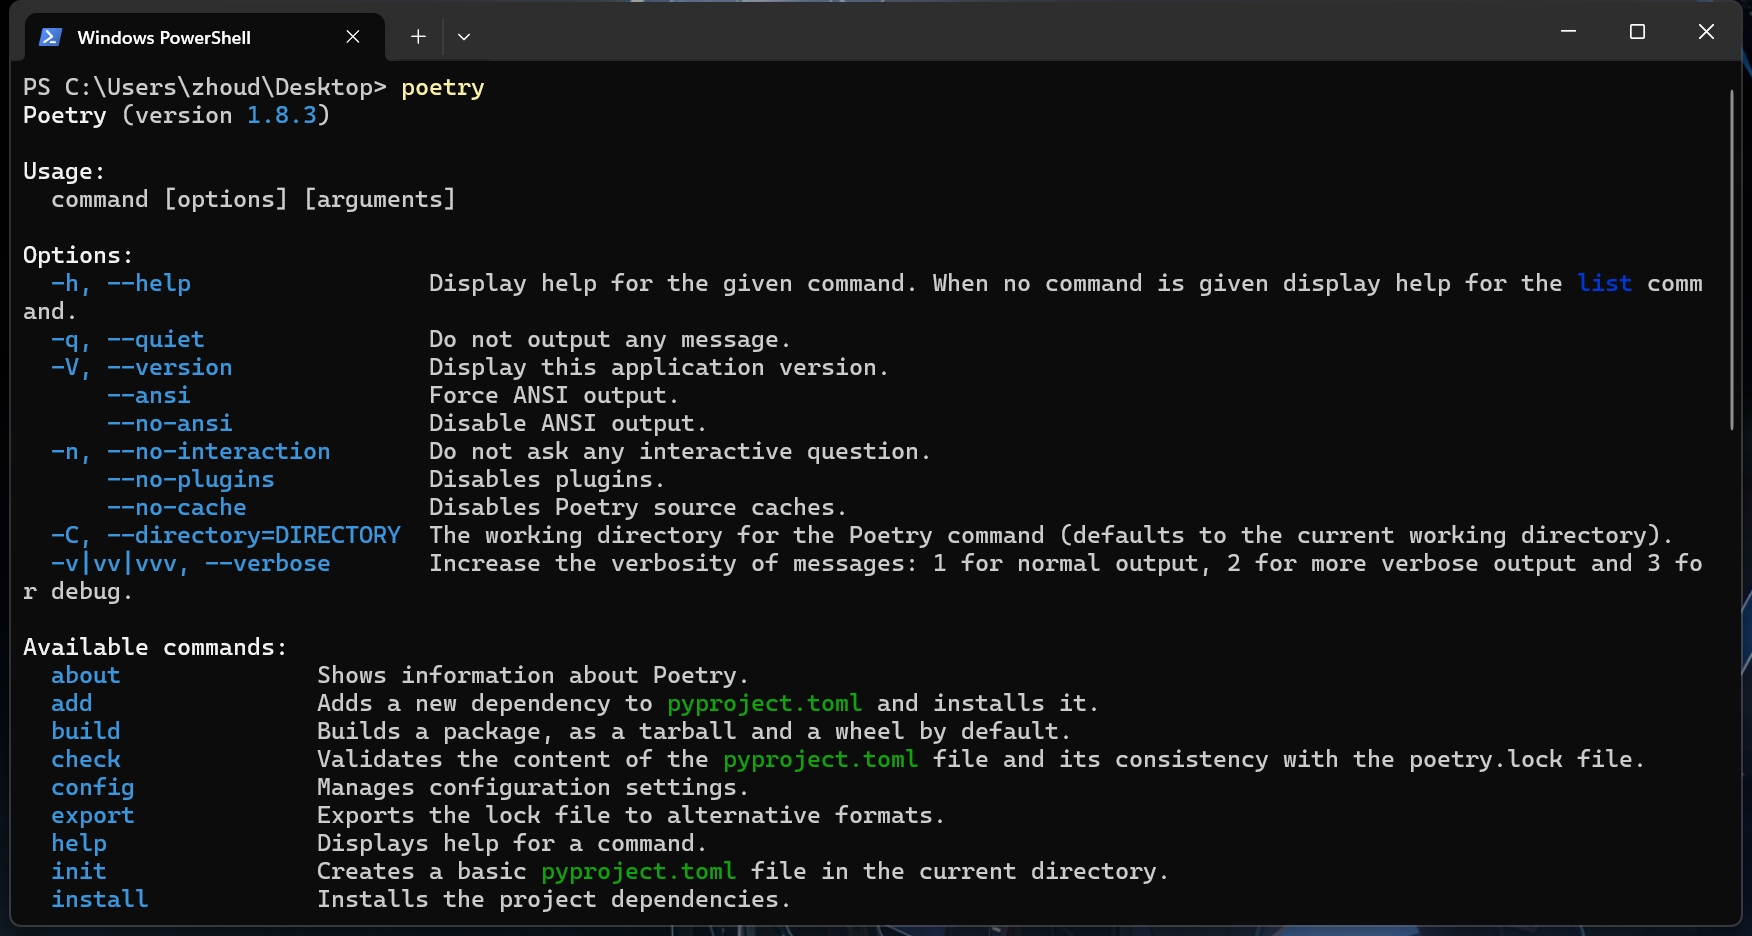 Windows PowerShell
PS C:\Users\zhoud\Desktop> poetry
Poetry (version 1.8.3)
Usage:
  command [options] [arguments]
Options:
  -h, --help                 Display help for the given command. When no command is given display help for the list comm
and.
  -q, --quiet                Do not output any message.
  -V, --version              Display this application version.
      --ansi                 Force ANSI output.
      --no-ansi              Disable ANSI output.
  -n, --no-interaction       Do not ask any interactive question.
      --no-plugins           Disables plugins.
      --no-cache             Disables Poetry source caches.
  -C, --directory=DIRECTORY  The working directory for the Poetry command (defaults to the current working directory).
  -v|vv|vvv, --verbose       Increase the verbosity of messages: 1 for normal output, 2 for more verbose output and 3 fo
r debug.
Available commands:
  about              Shows information about Poetry.
  add                Adds a new dependency to pyproject.toml and installs it.
  build              Builds a package, as a tarball and a wheel by default.
  check              Validates the content of the pyproject.toml file and its consistency with the poetry.lock file.
  config             Manages configuration settings.
  export             Exports the lock file to alternative formats.
  help               Displays help for a command.
  init               Creates a basic pyproject.toml file in the current directory.
  install            Installs the project dependencies.